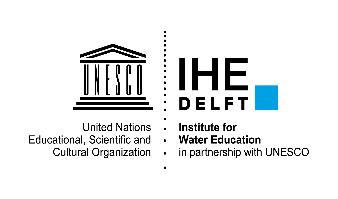 UNESCO
United Nations
Educational, Scientific and
Cultural Organization
IHE
DELFT
Institute for
Water Education
in partnership with UNESCO